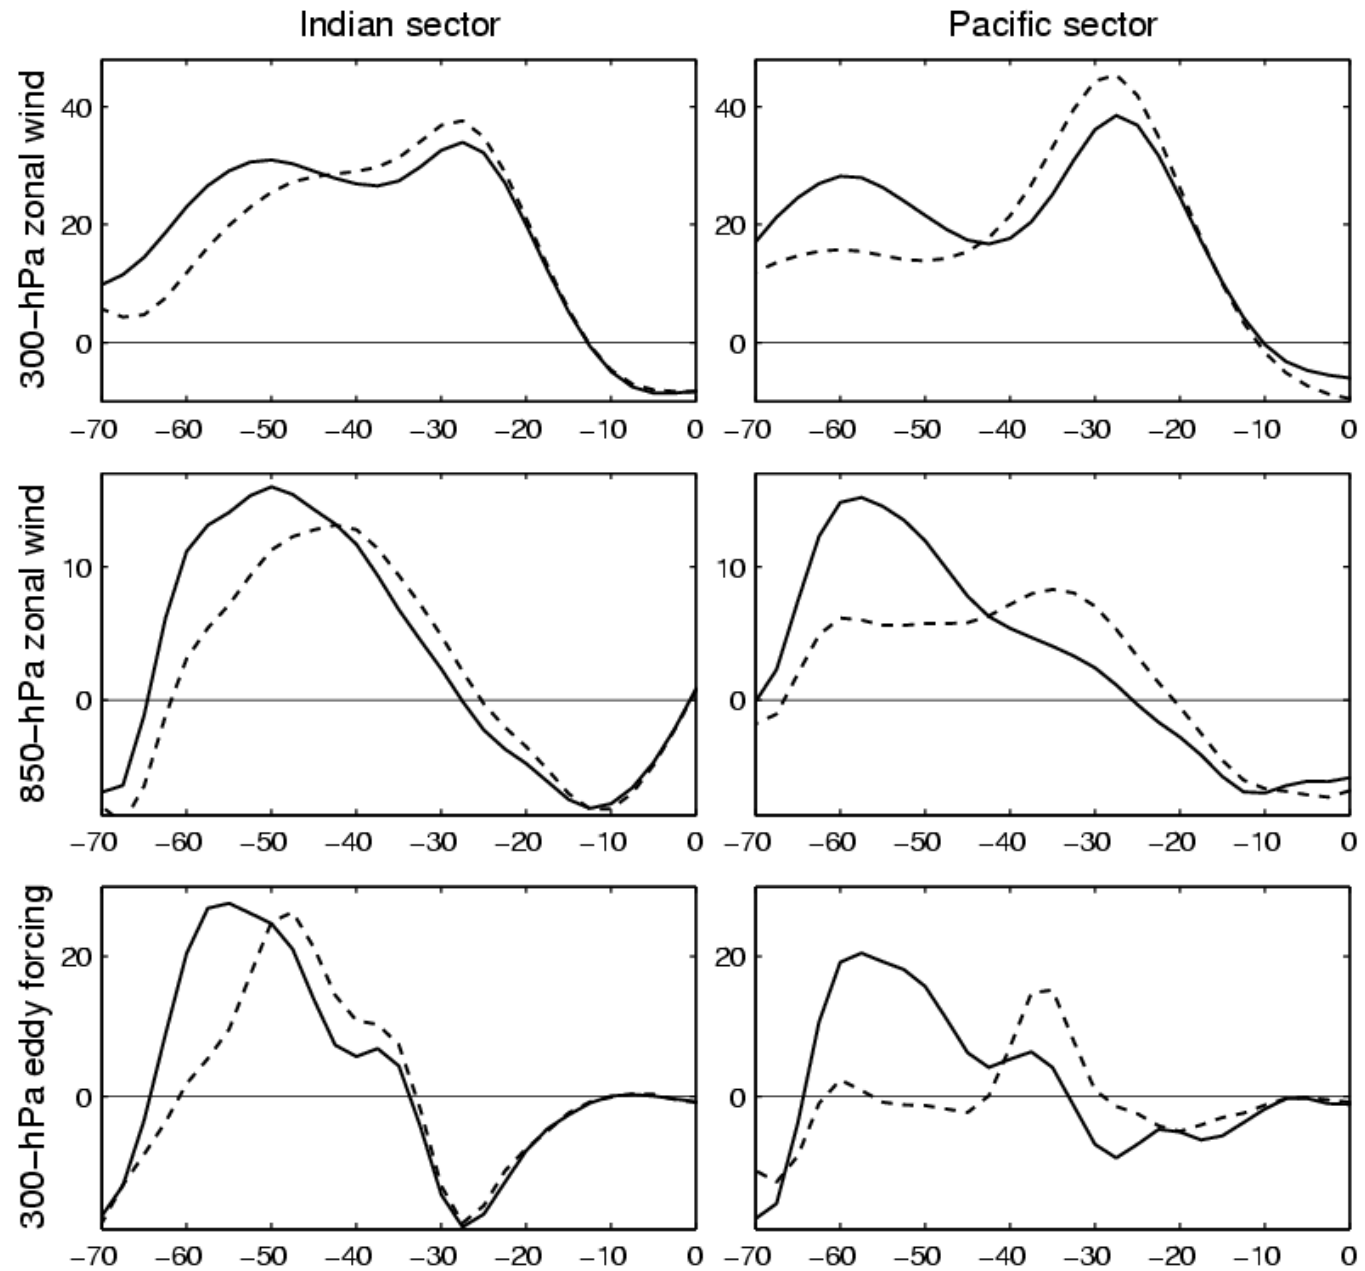 Indian sector Pacific sector
300−hPa zonal wind
40 40
20 20
0 0
−70 −60 −50 −40 −30 −20 −10 0 −70 −60 −50 −40 −30 −20 −10 0
850−hPa zonal wind
10 10
0 0
−70 −60 −50 −40 −30 −20 −10 0 −70 −60 −50 −40 −30 −20 −10 0
300−hPa eddy forcing
20 20
0 0
−70 −60 −50 −40 −30 −20 −10 0 −70 −60 −50 −40 −30 −20 −10 0